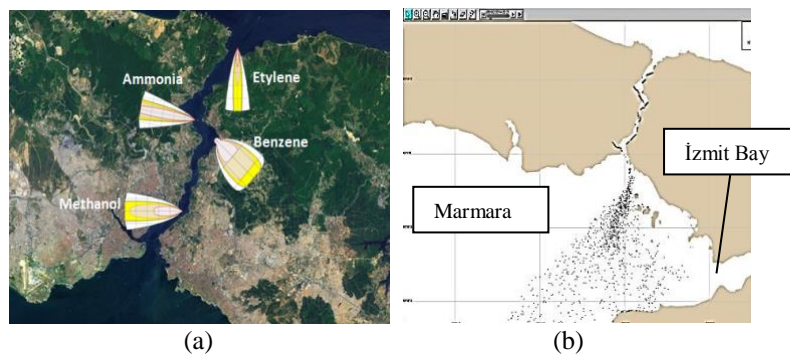 Ammonia
Etylene
Benzene
Methanol
Marmara
İzmit Bay
(a)
(b)